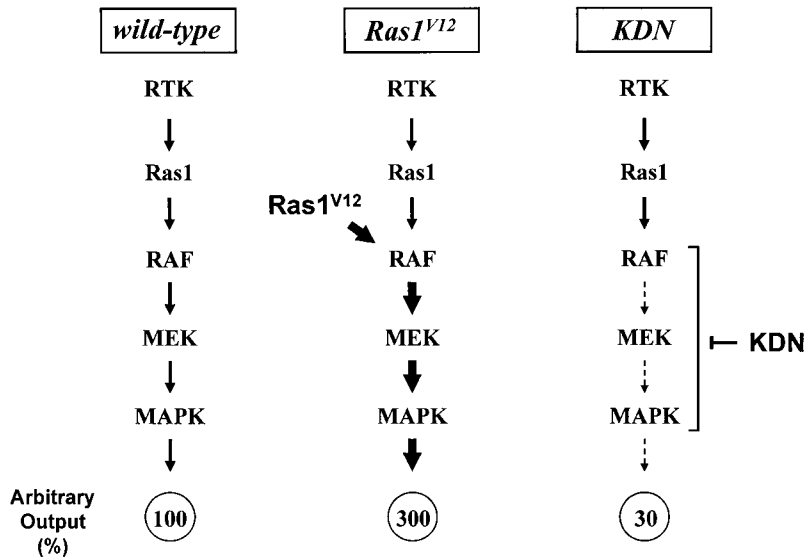 wild-type Ras1V12 KDN
RTK RTK RTK
Ras1 Ras1 Ras1
Ras1V12
RAF RAF RAF
MEK MEK MEK
KDN
MAPK MAPK MAPK
Arbitrary
Output
(%)
100 300 30